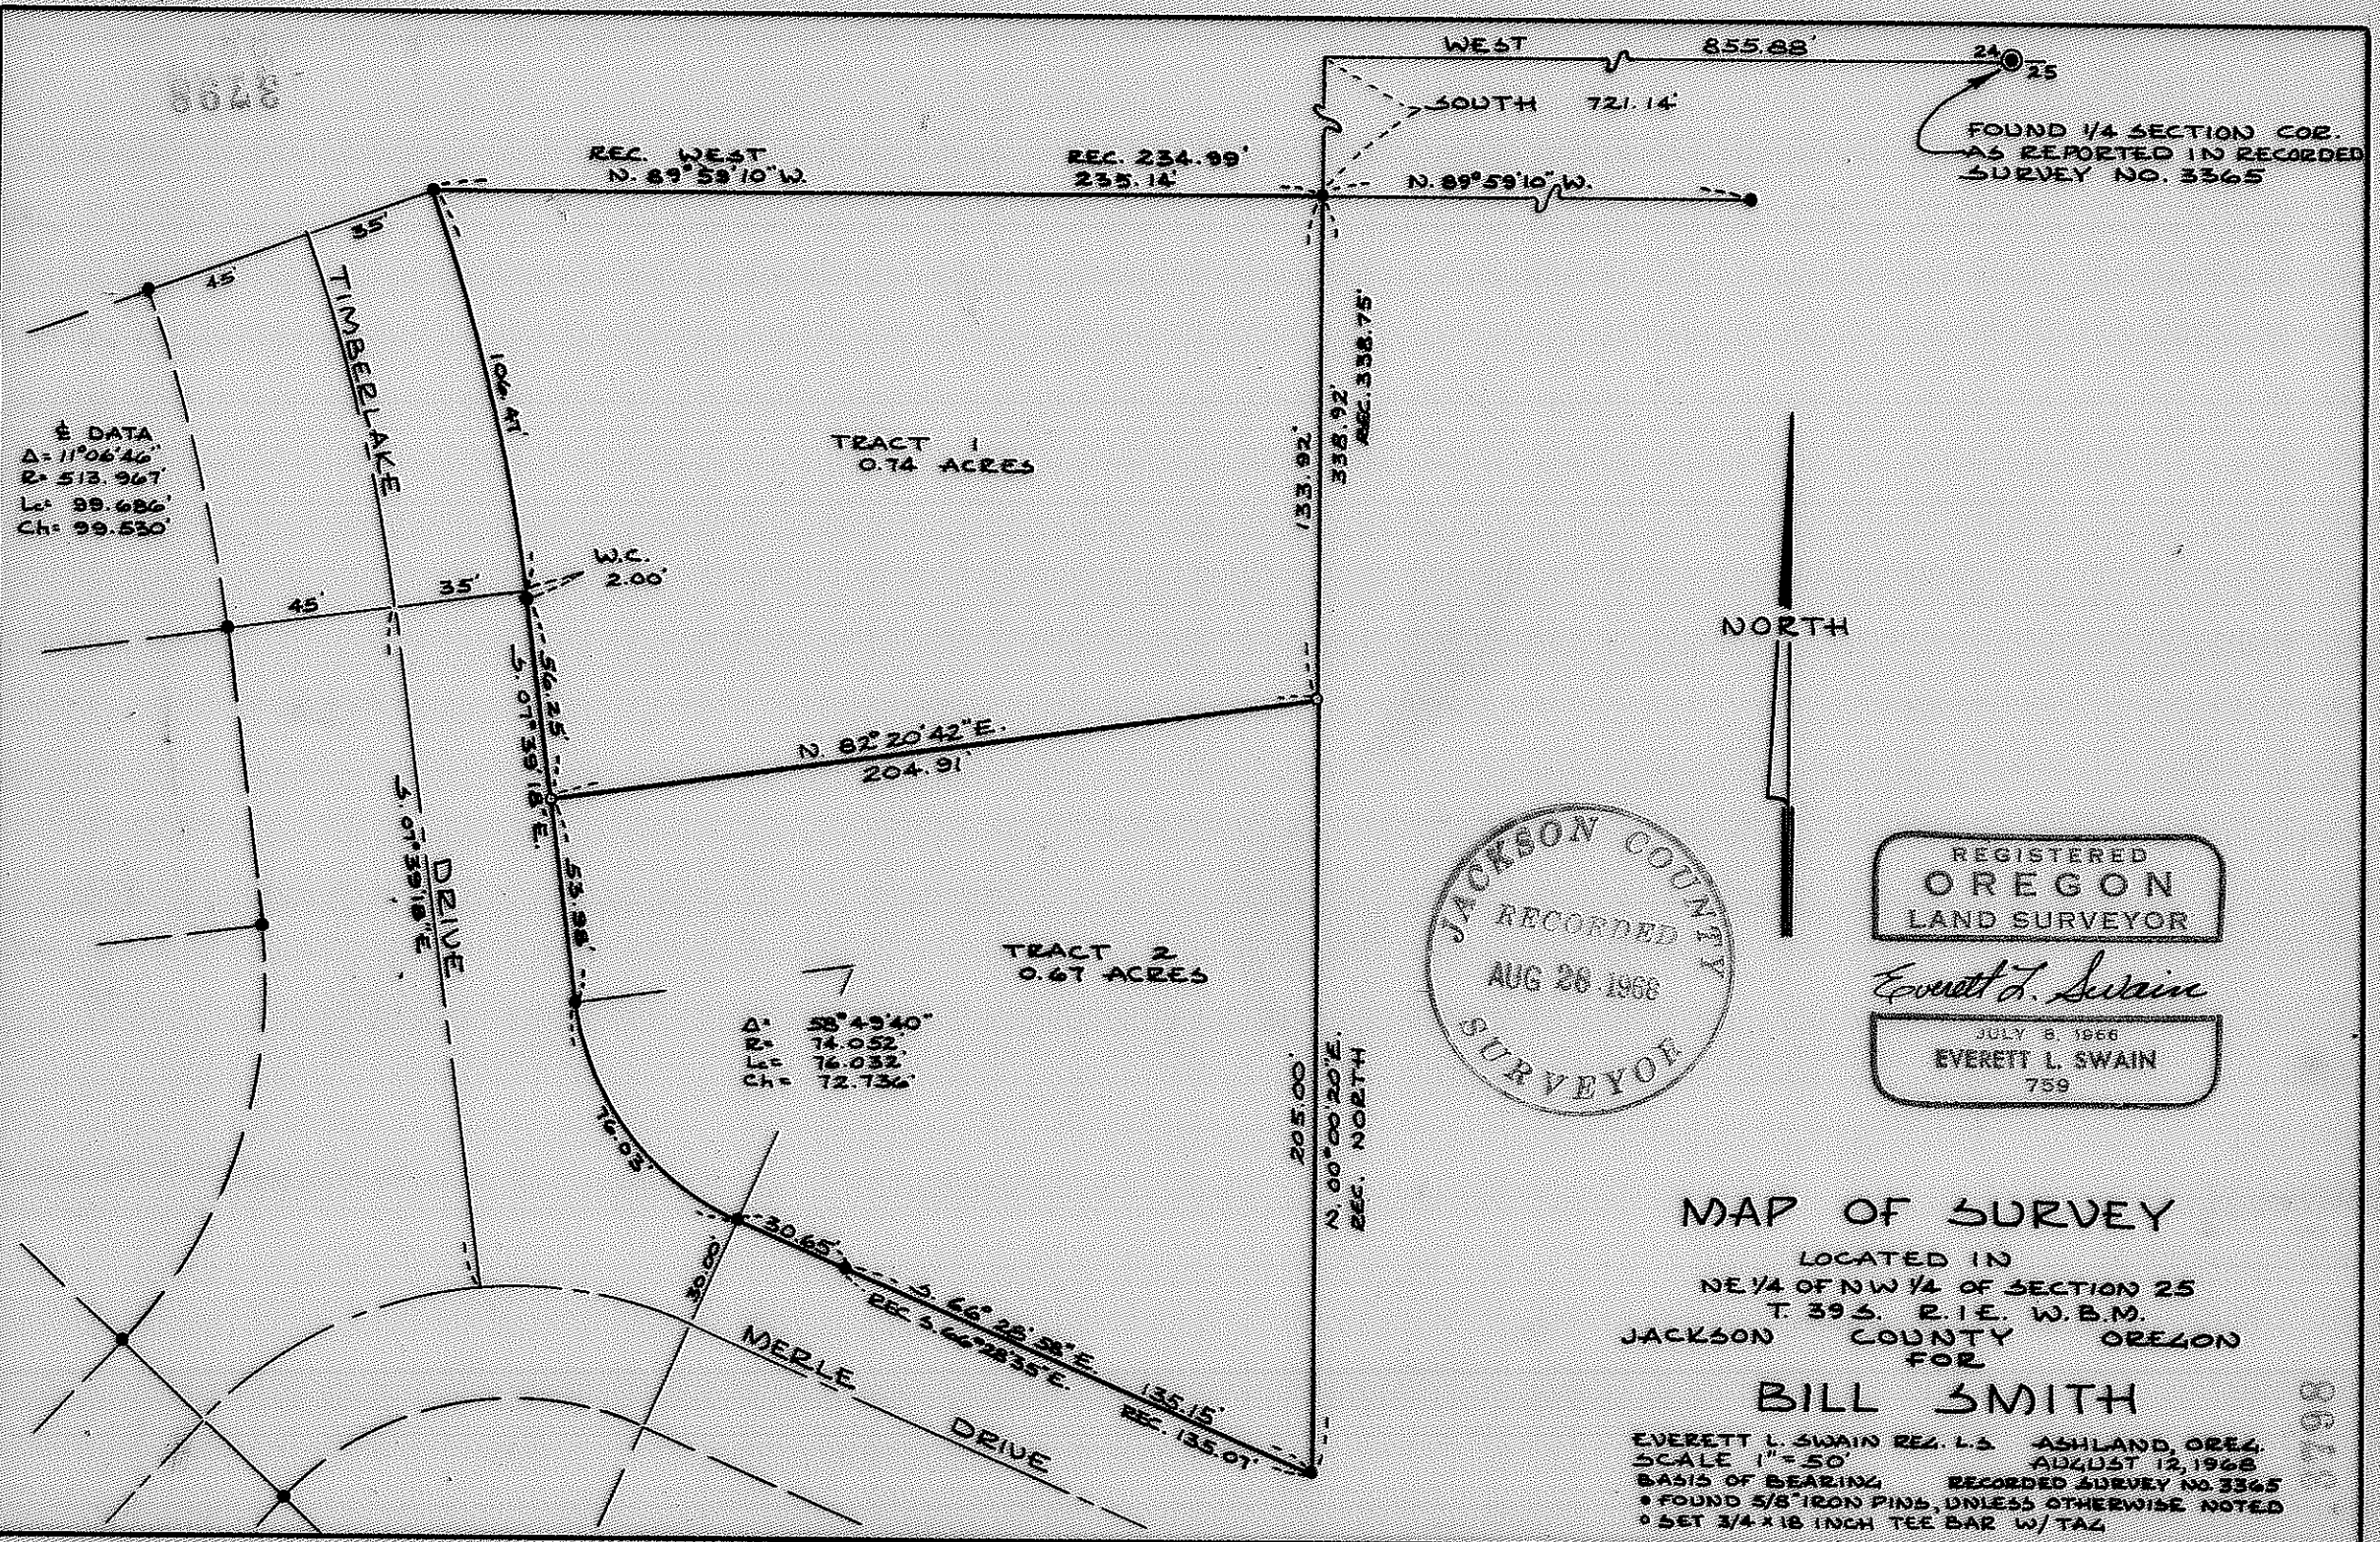 WEST 855.88'
24
25
SOUTH 721.14'
FOUND 1/4 SECTION COR.
AS REPORTED IN RECORDED
SURVEY NO. 3365
REC. WEST
N. 89°59'10"W.
REC. 234.99'
235.14'
N. 89°59'10"W.
35'
45'
TIMBERLAKE
106.47'
₵ DATA
Δ= 11°06'46"
R= 513.967'
Lc= 99.686'
Ch= 99.530'
TRACT 1
0.74 ACRES
133.92'
338.92'
REC. 338.75'
W.C.
2.00'
45'
35'
56.25'
S. 07°39'18"E.
NORTH
N. 82°20'42"E.
204.91'
S. 07°39'18"E
DRIVE
53.98'
TRACT 2
0.67 ACRES
Δ= 58°49'40"
R= 74.052'
Lc= 76.032'
Ch= 72.736'
76.03'
205.00'
N. 00°00'20"E.
REC. NORTH
30.65'
30.00'
S. 66°28'58"E
REC S. 66°28'35"E.
135.15'
REC. 135.07'
MERLE
DRIVE
JACKSON COUNTY
RECORDED
AUG 26 1968
SURVEYOR
REGISTERED
OREGON
LAND SURVEYOR
Everett L. Swain
JULY 8, 1966
EVERETT L. SWAIN
759
MAP OF SURVEY
LOCATED IN
NE 1/4 OF NW 1/4 OF SECTION 25
T. 39 S. R. 1 E. W.B.M.
JACKSON COUNTY OREGON
FOR
BILL SMITH
EVERETT L. SWAIN REG. L.S. ASHLAND, OREG.
SCALE 1"=50' AUGUST 12, 1968
BASIS OF BEARING RECORDED SURVEY NO. 3365
• FOUND 5/8" IRON PINS, UNLESS OTHERWISE NOTED
° SET 3/4 x 18 INCH TEE BAR W/ TAG